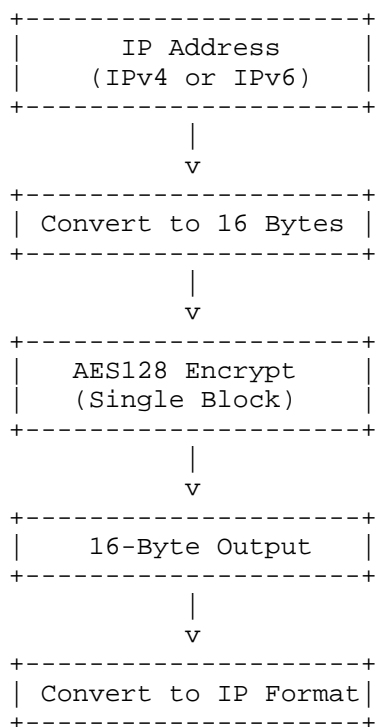 IP Address
(IPv4 or IPv6)
v
Convert to 16 Bytes
v
AES128 Encrypt
(Single Block)
v
16-Byte Output
v
Convert to IP Format